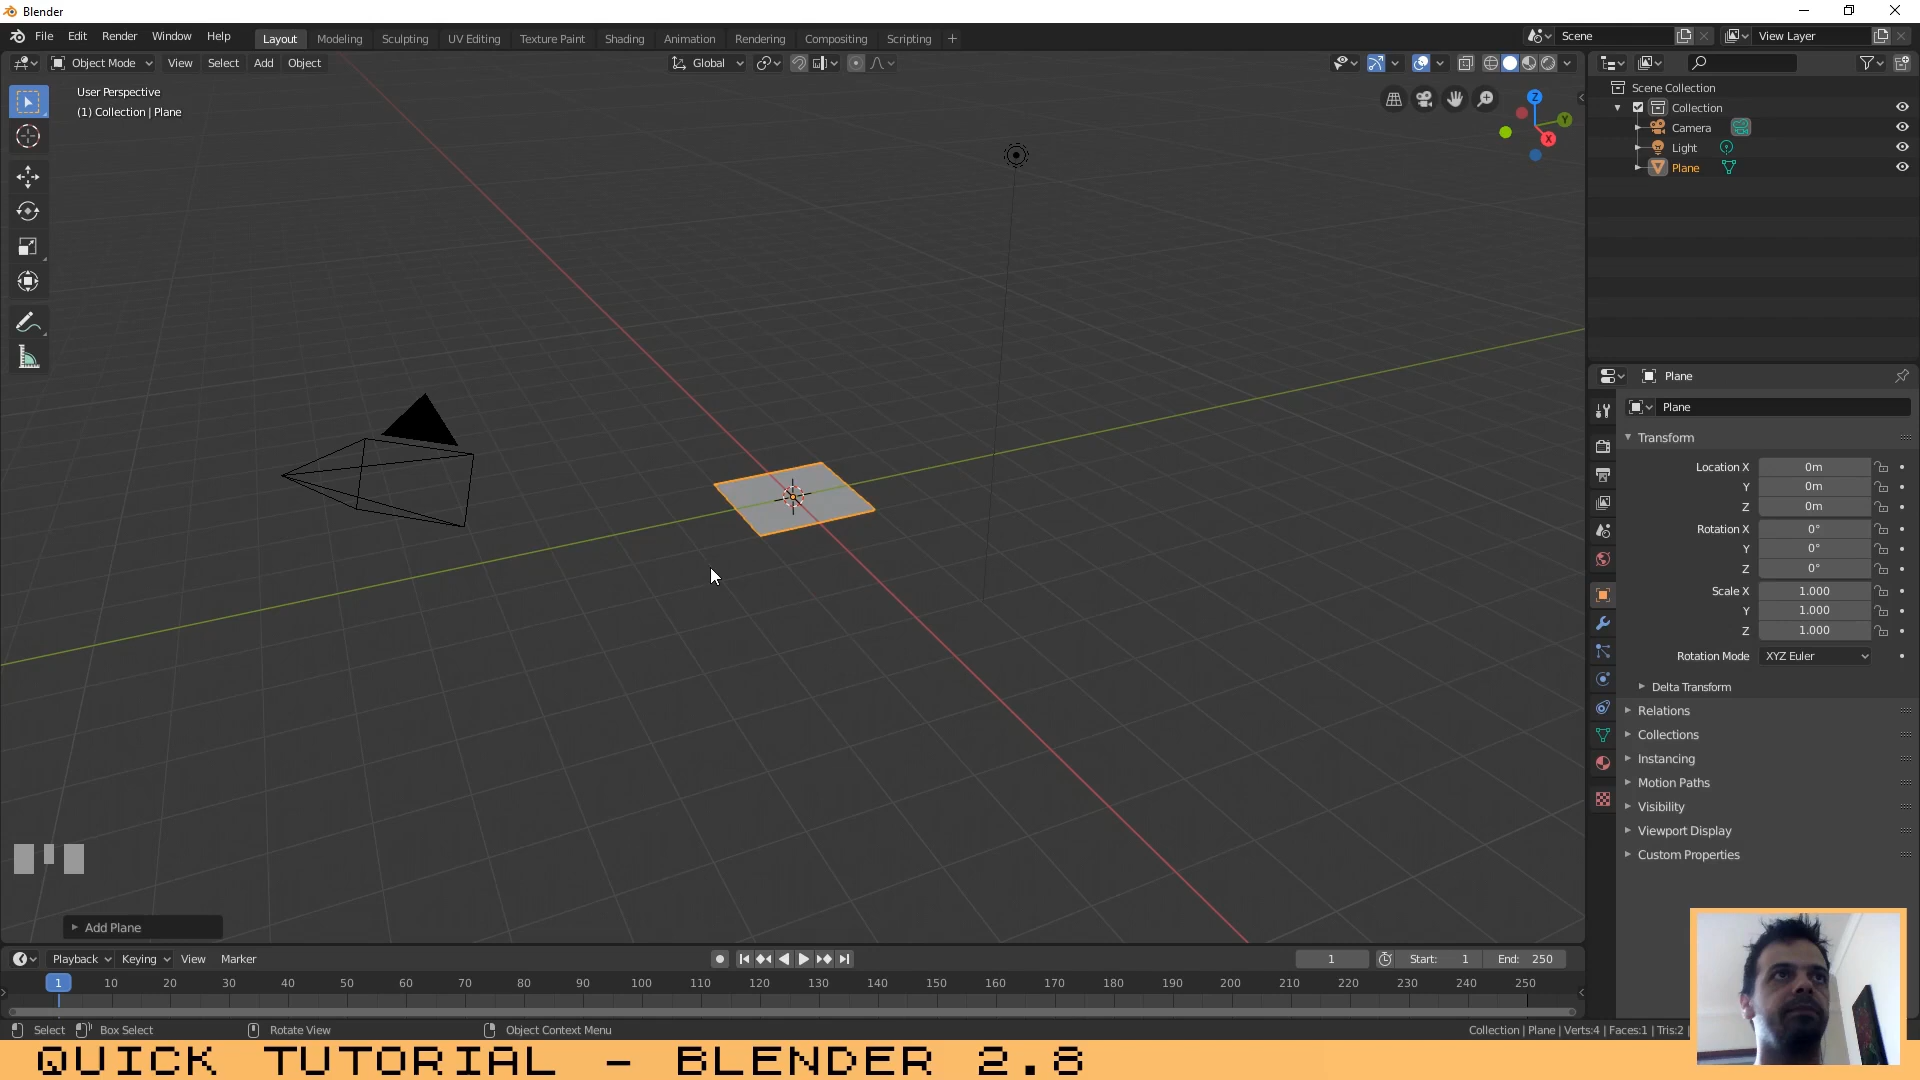 Blender
File Edit Render Window Help
Layout Modeling Sculpting UV Editing Texture Paint Shading Animation Rendering Compositing Scripting +
Scene
View Layer
Object Mode View Select Add Object
Global
User Perspective
(1) Collection | Plane
Z
Y
X
Scene Collection
Collection
Camera
Light
Plane
Plane
Plane
Transform
Location X 0m
Y 0m
Z 0m
Rotation X 0°
Y 0°
Z 0°
Scale X 1.000
Y 1.000
Z 1.000
Rotation Mode XYZ Euler
Delta Transform
Relations
Collections
Instancing
Motion Paths
Visibility
Viewport Display
Custom Properties
Add Plane
Playback Keying View Marker
1 Start: 1 End: 250
1 10 20 30 40 50 60 70 80 90 100 110 120 130 140 150 160 170 180 190 200 210 220 230 240 250
Select Box Select Rotate View Object Context Menu
Collection | Plane | Verts:4 | Faces:1 | Tris:2 |
QUICK TUTORIAL - BLENDER 2.8